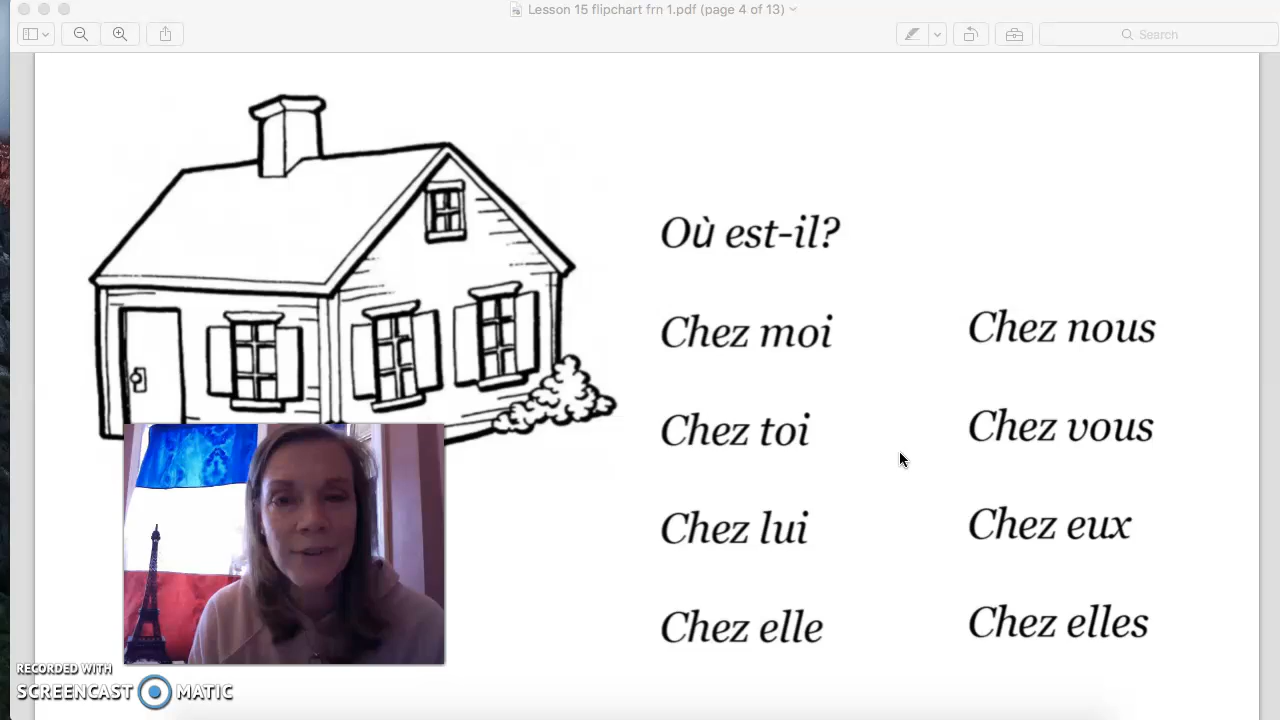 Lesson 15 flipchart frn 1.pdf (page 4 of 13)
Search
Où est-il?
Chez moi
Chez toi
Chez lui
Chez elle
Chez nous
Chez vous
Chez eux
Chez elles
RECORDED WITH
SCREENCAST MATIC